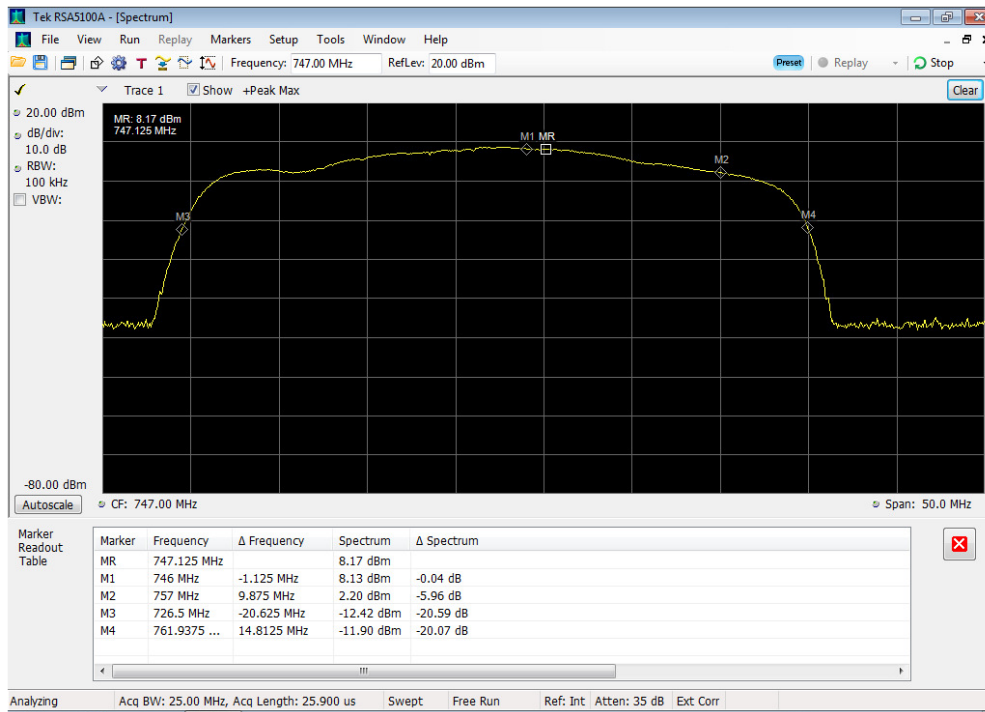 Tek RSA5100A - [Spectrum]
File View Run Replay Markers Setup Tools Window Help
T Frequency: 747.00 MHz RefLev: 20.00 dBm Preset Replay Stop
Trace 1 Show +Peak Max Clear
20.00 dBm
dB/div:
10.0 dB
RBW:
100 kHz
VBW:
-80.00 dBm
MR: 8.17 dBm
747.125 MHz
M1 MR
M2
M3
M4
Autoscale CF: 747.00 MHz Span: 50.0 MHz
Marker
Readout
Table
Marker Frequency Δ Frequency Spectrum Δ Spectrum
MR 747.125 MHz 8.17 dBm
M1 746 MHz -1.125 MHz 8.13 dBm -0.04 dB
M2 757 MHz 9.875 MHz 2.20 dBm -5.96 dB
M3 726.5 MHz -20.625 MHz -12.42 dBm -20.59 dB
M4 761.9375 ... 14.8125 MHz -11.90 dBm -20.07 dB
Analyzing Acq BW: 25.00 MHz, Acq Length: 25.900 us Swept Free Run Ref: Int Atten: 35 dB Ext Corr